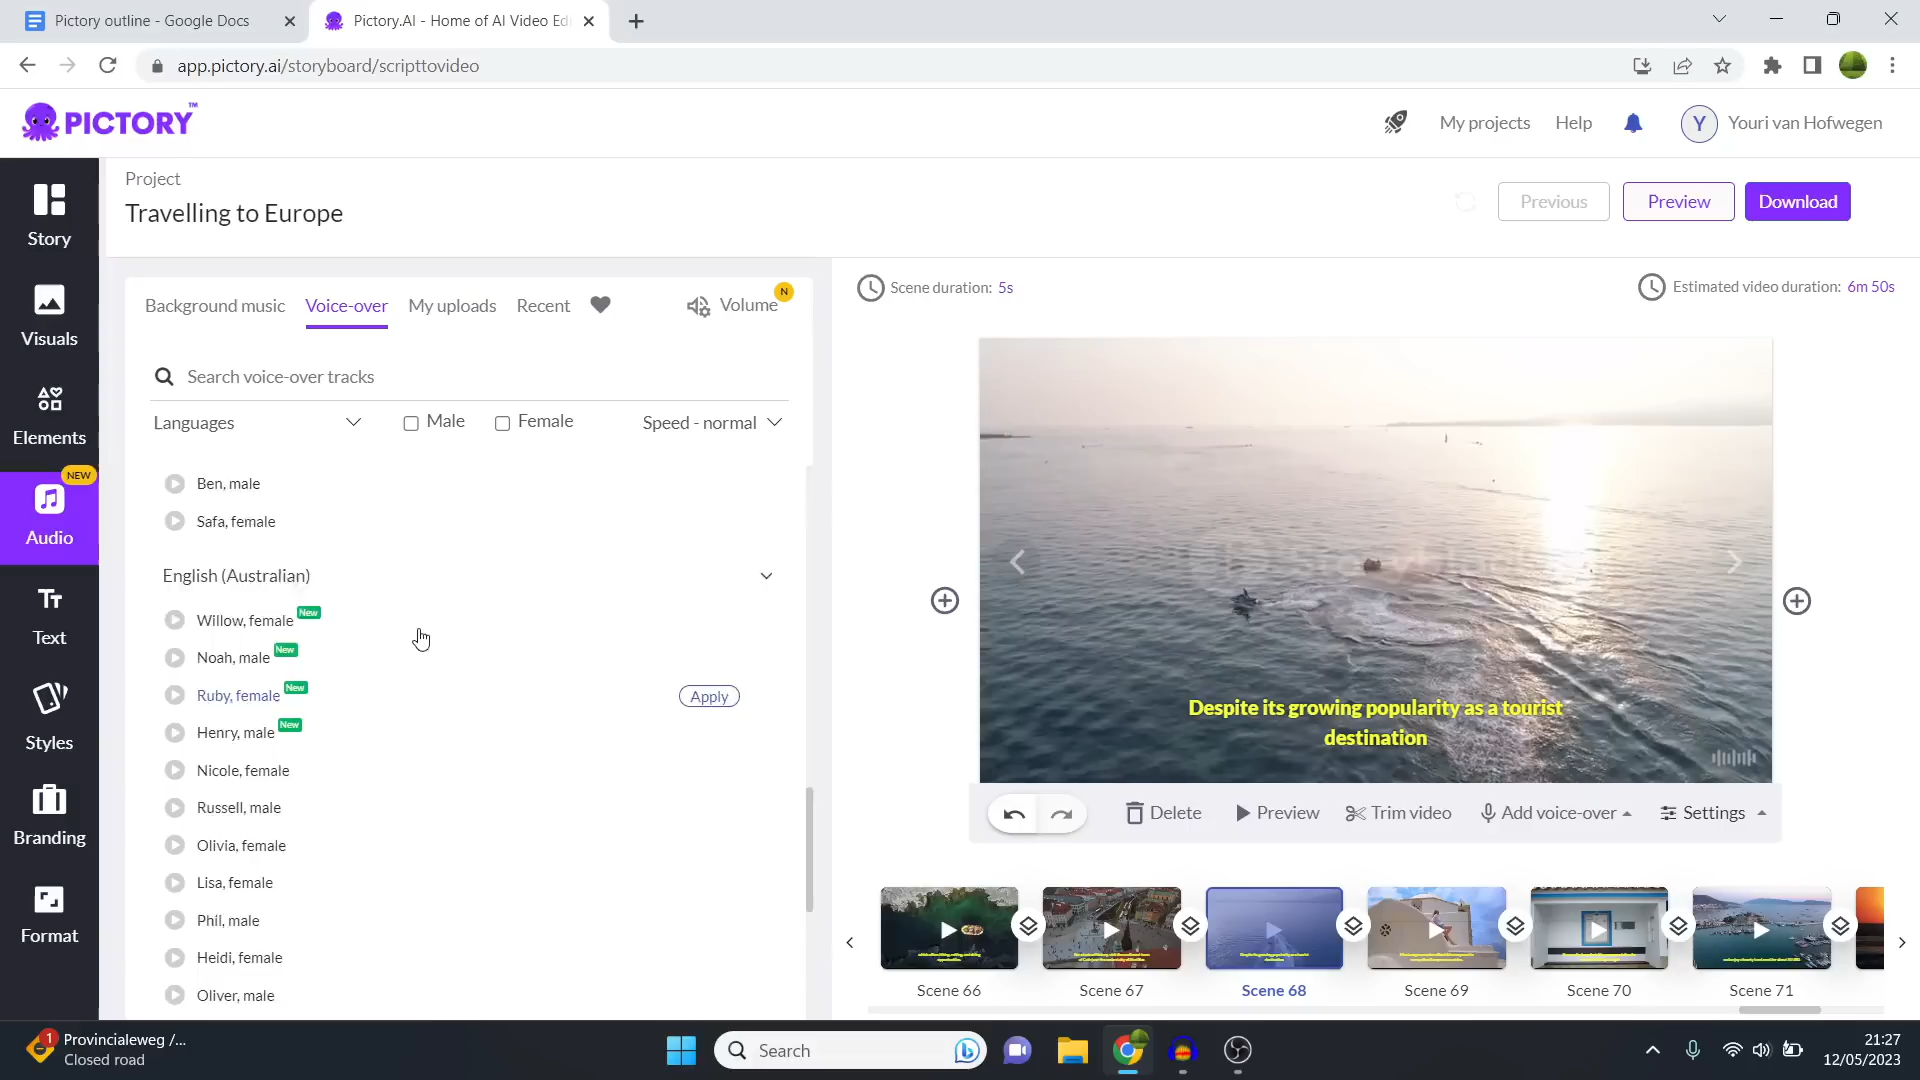 Pictory outline - Google Docs
Pictory.AI - Home of AI Video Edi
app.pictory.ai/storyboard/scripttovideo
PICTORY™
My projects
Help
Y
Youri van Hofwegen
Project
Travelling to Europe
Previous
Preview
Download
Story
Visuals
Elements
NEW
Audio
Text
Styles
Branding
Format
Background music
Voice-over
My uploads
Recent
Volume
N
Search voice-over tracks
Languages
Male
Female
Speed - normal
Ben, male
Safa, female
English (Australian)
Willow, female New
Noah, male New
Ruby, female New
Apply
Henry, male New
Nicole, female
Russell, male
Olivia, female
Lisa, female
Phil, male
Heidi, female
Oliver, male
Scene duration: 5s
Estimated video duration: 6m 50s
Despite its growing popularity as a tourist
destination
Delete
Preview
Trim video
Add voice-over
Settings
Scene 66
Scene 67
Scene 68
Scene 69
Scene 70
Scene 71
1
Provincialeweg /...
Closed road
Search
21:27
12/05/2023